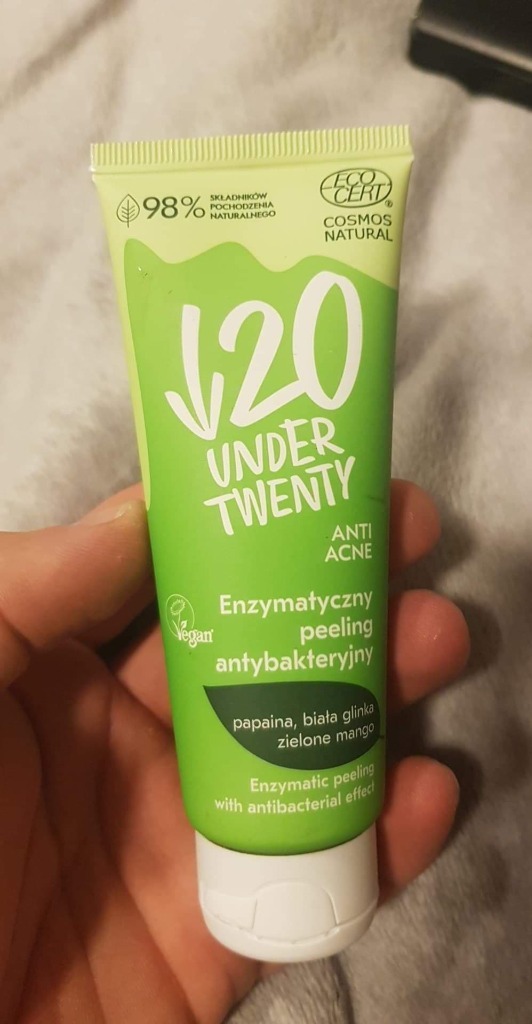 98%
SKŁADNIKÓW
POCHODZENIA
NATURALNEGO
ECO
CERT®
COSMOS
NATURAL
20
UNDER
TWENTY
ANTI
ACNE
Vegan
Enzymatyczny
peeling
antybakteryjny
papaina, biała glinka
zielone mango
Enzymatic peeling
with antibacterial effect